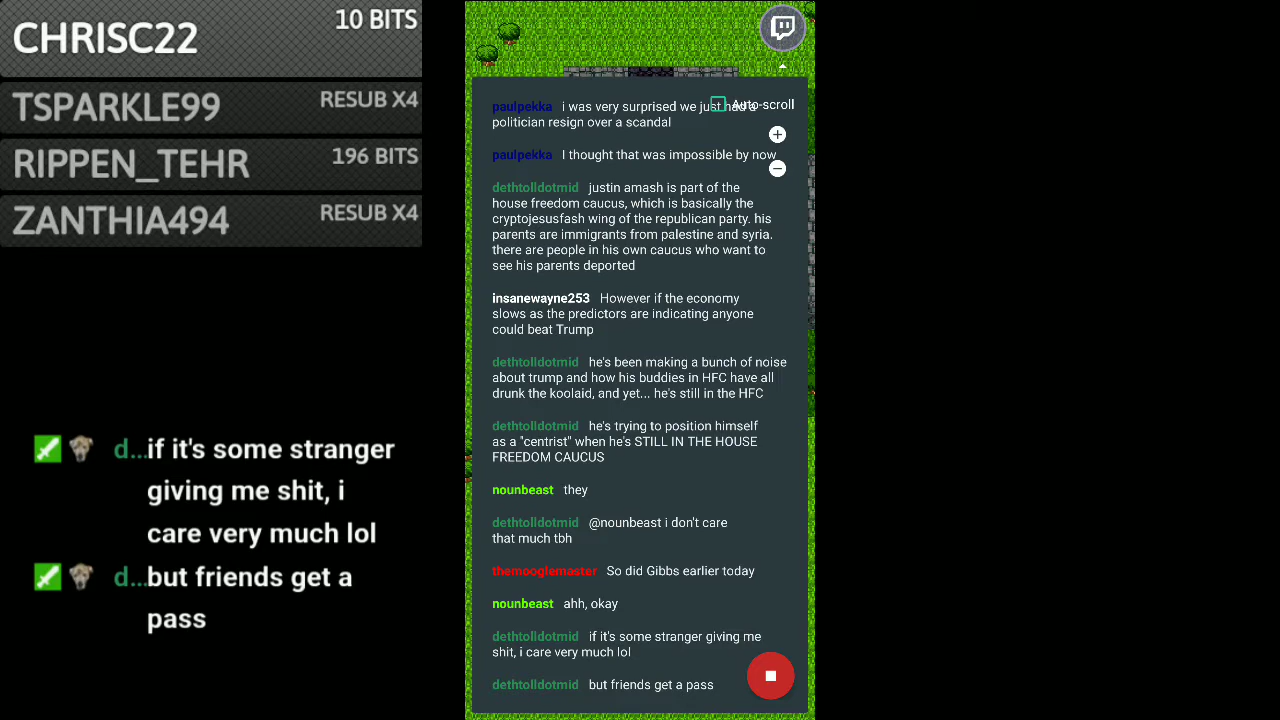 CHRISC22 10 BITS
TSPARKLE99 RESUB X4
RIPPEN_TEHR 196 BITS
ZANTHIA494 RESUB X4
d...if it's some stranger
giving me shit, i
care very much lol
d...but friends get a
pass
Auto-scroll
paulpekka i was very surprised we just had a
politician resign over a scandal
paulpekka I thought that was impossible by now
dethtolldotmid justin amash is part of the
house freedom caucus, which is basically the
cryptojesusfash wing of the republican party. his
parents are immigrants from palestine and syria.
there are people in his own caucus who want to
see his parents deported
insanewayne253 However if the economy
slows as the predictors are indicating anyone
could beat Trump
dethtolldotmid he's been making a bunch of noise
about trump and how his buddies in HFC have all
drunk the koolaid, and yet... he's still in the HFC
dethtolldotmid he's trying to position himself
as a "centrist" when he's STILL IN THE HOUSE
FREEDOM CAUCUS
nounbeast they
dethtolldotmid @nounbeast i don't care
that much tbh
themooglemaster So did Gibbs earlier today
nounbeast ahh, okay
dethtolldotmid if it's some stranger giving me
shit, i care very much lol
dethtolldotmid but friends get a pass